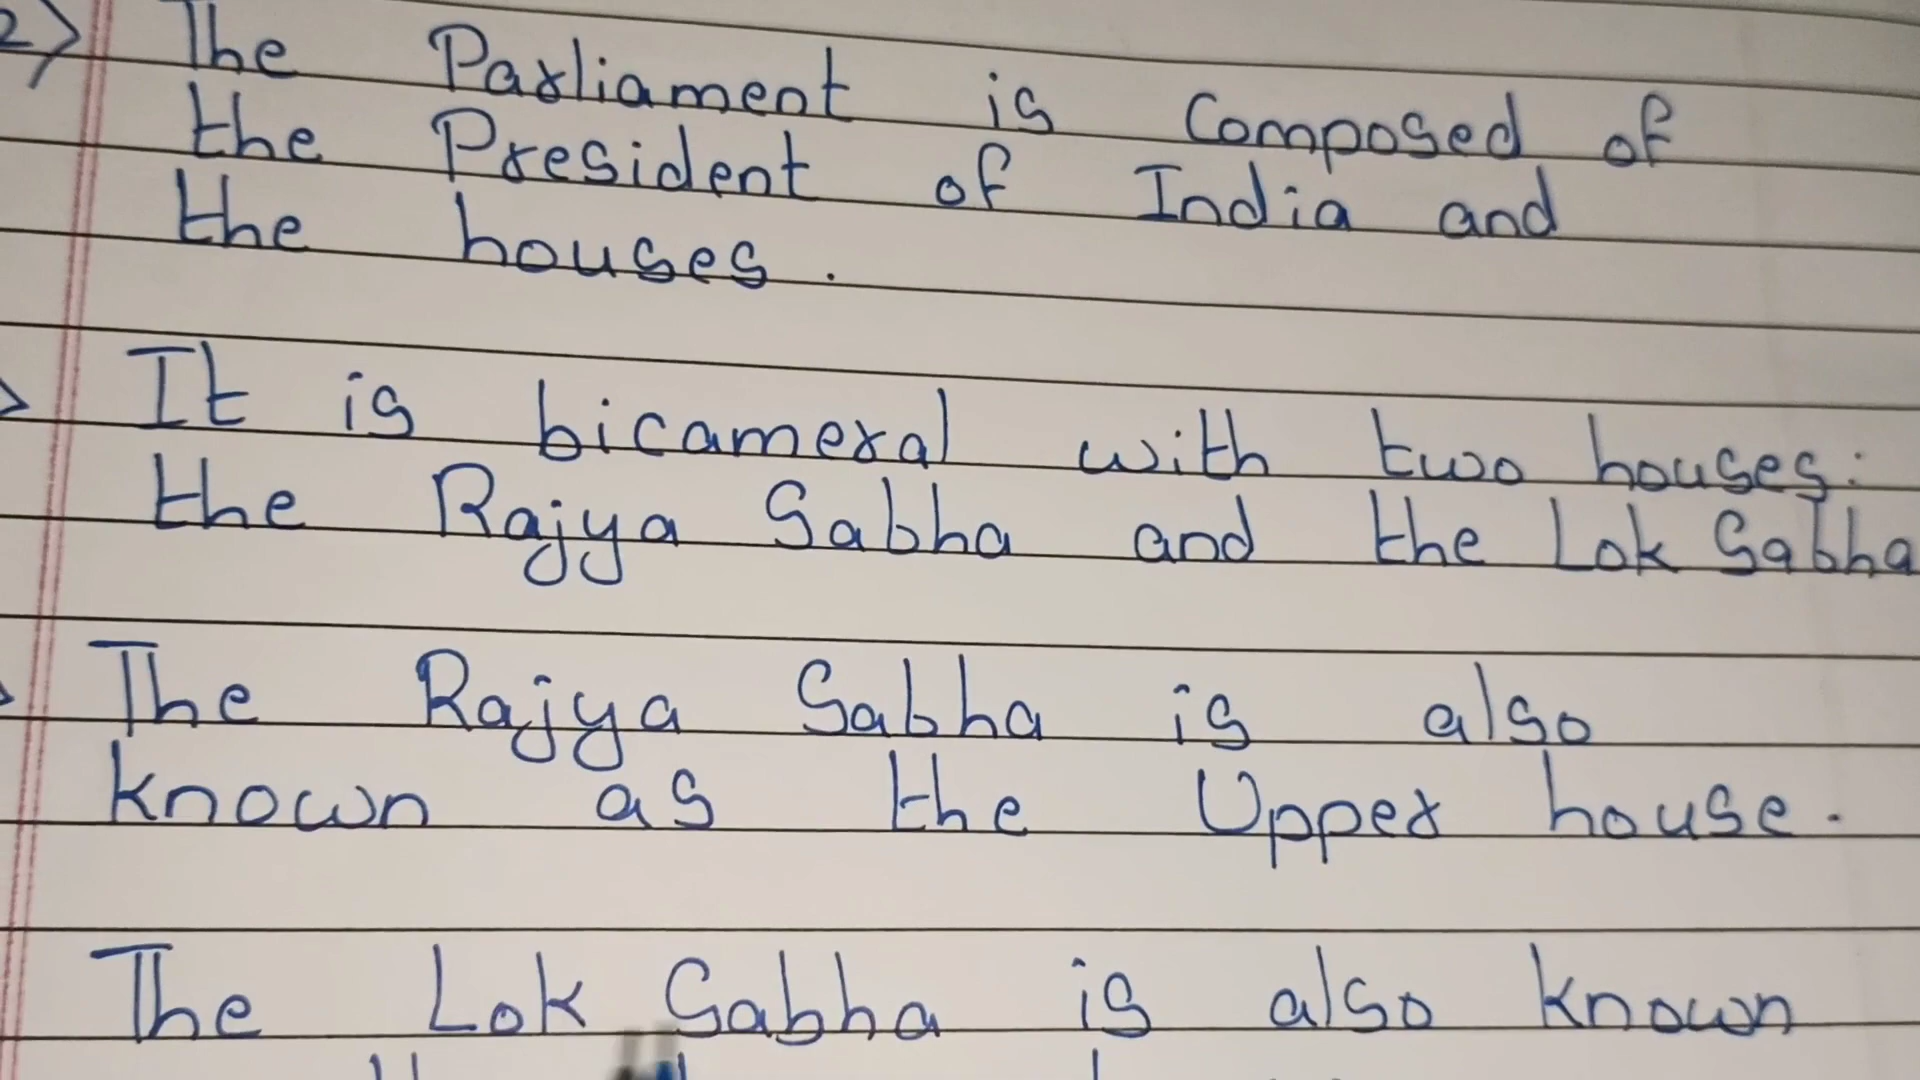 2) The Parliament is Composed of
the President of India and
the houses.
It is bicameral with two houses:
the Rajya Sabha and the Lok Sabha
The Rajya Sabha is also
known as the Upper house.
The Lok Sabha is also known